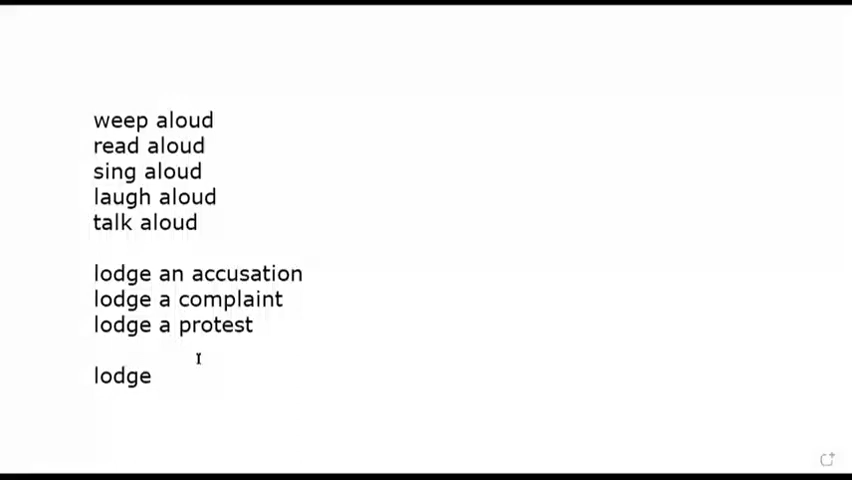 weep aloud
read aloud
sing aloud
laugh aloud
talk aloud
lodge an accusation
lodge a complaint
lodge a protest
lodge